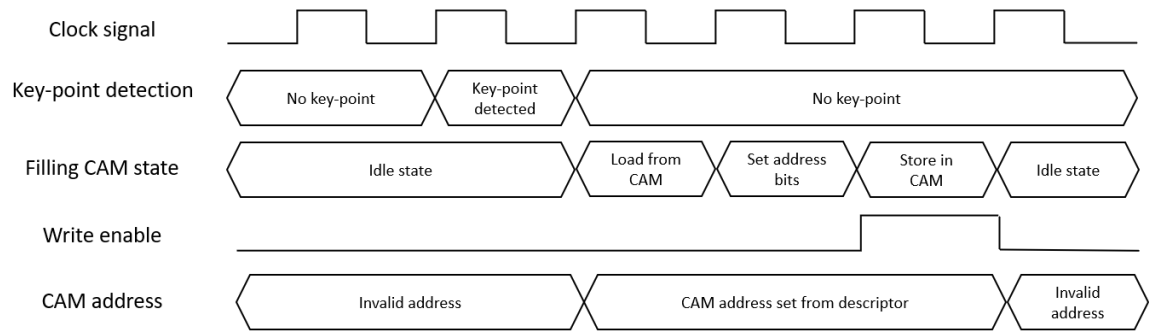 Clock signal
Key-point detection
No key-point
Key-point
detected
No key-point
Filling CAM state
Idle state
Load from
CAM
Set address
bits
Store in
CAM
Idle state
Write enable
CAM address
Invalid address
CAM address set from descriptor
Invalid
address